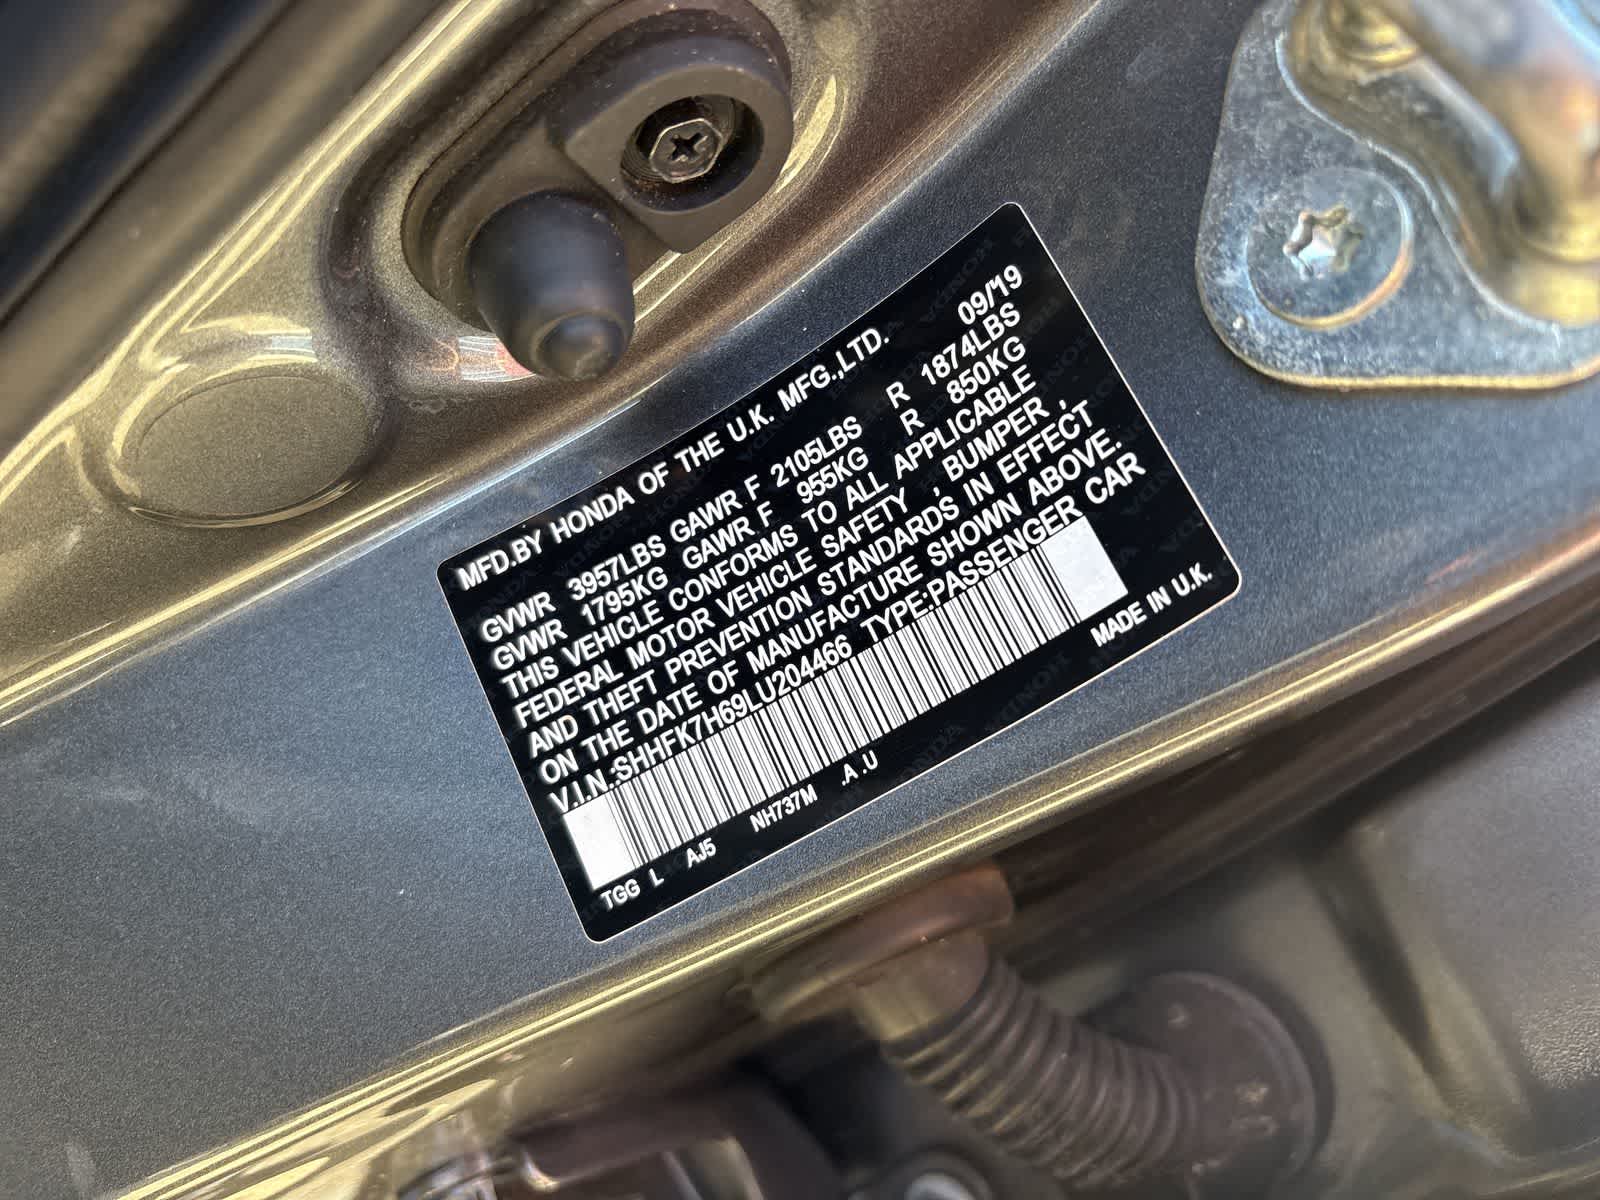 MFD.BY HONDA OF THE U.K. MFG.,LTD. 09/19
GVWR 3957LBS GAWR F 2105LBS R 1874LBS
GVWR 1795KG GAWR F 955KG R 850KG
THIS VEHICLE CONFORMS TO ALL APPLICABLE
FEDERAL MOTOR VEHICLE SAFETY , BUMPER ,
AND THEFT PREVENTION STANDARDS IN EFFECT
ON THE DATE OF MANUFACTURE SHOWN ABOVE.
V.I.N.:SHHFK7H69LU204466 TYPE:PASSENGER CAR
TGG L AJ5 NH737M .A .U MADE IN U.K.